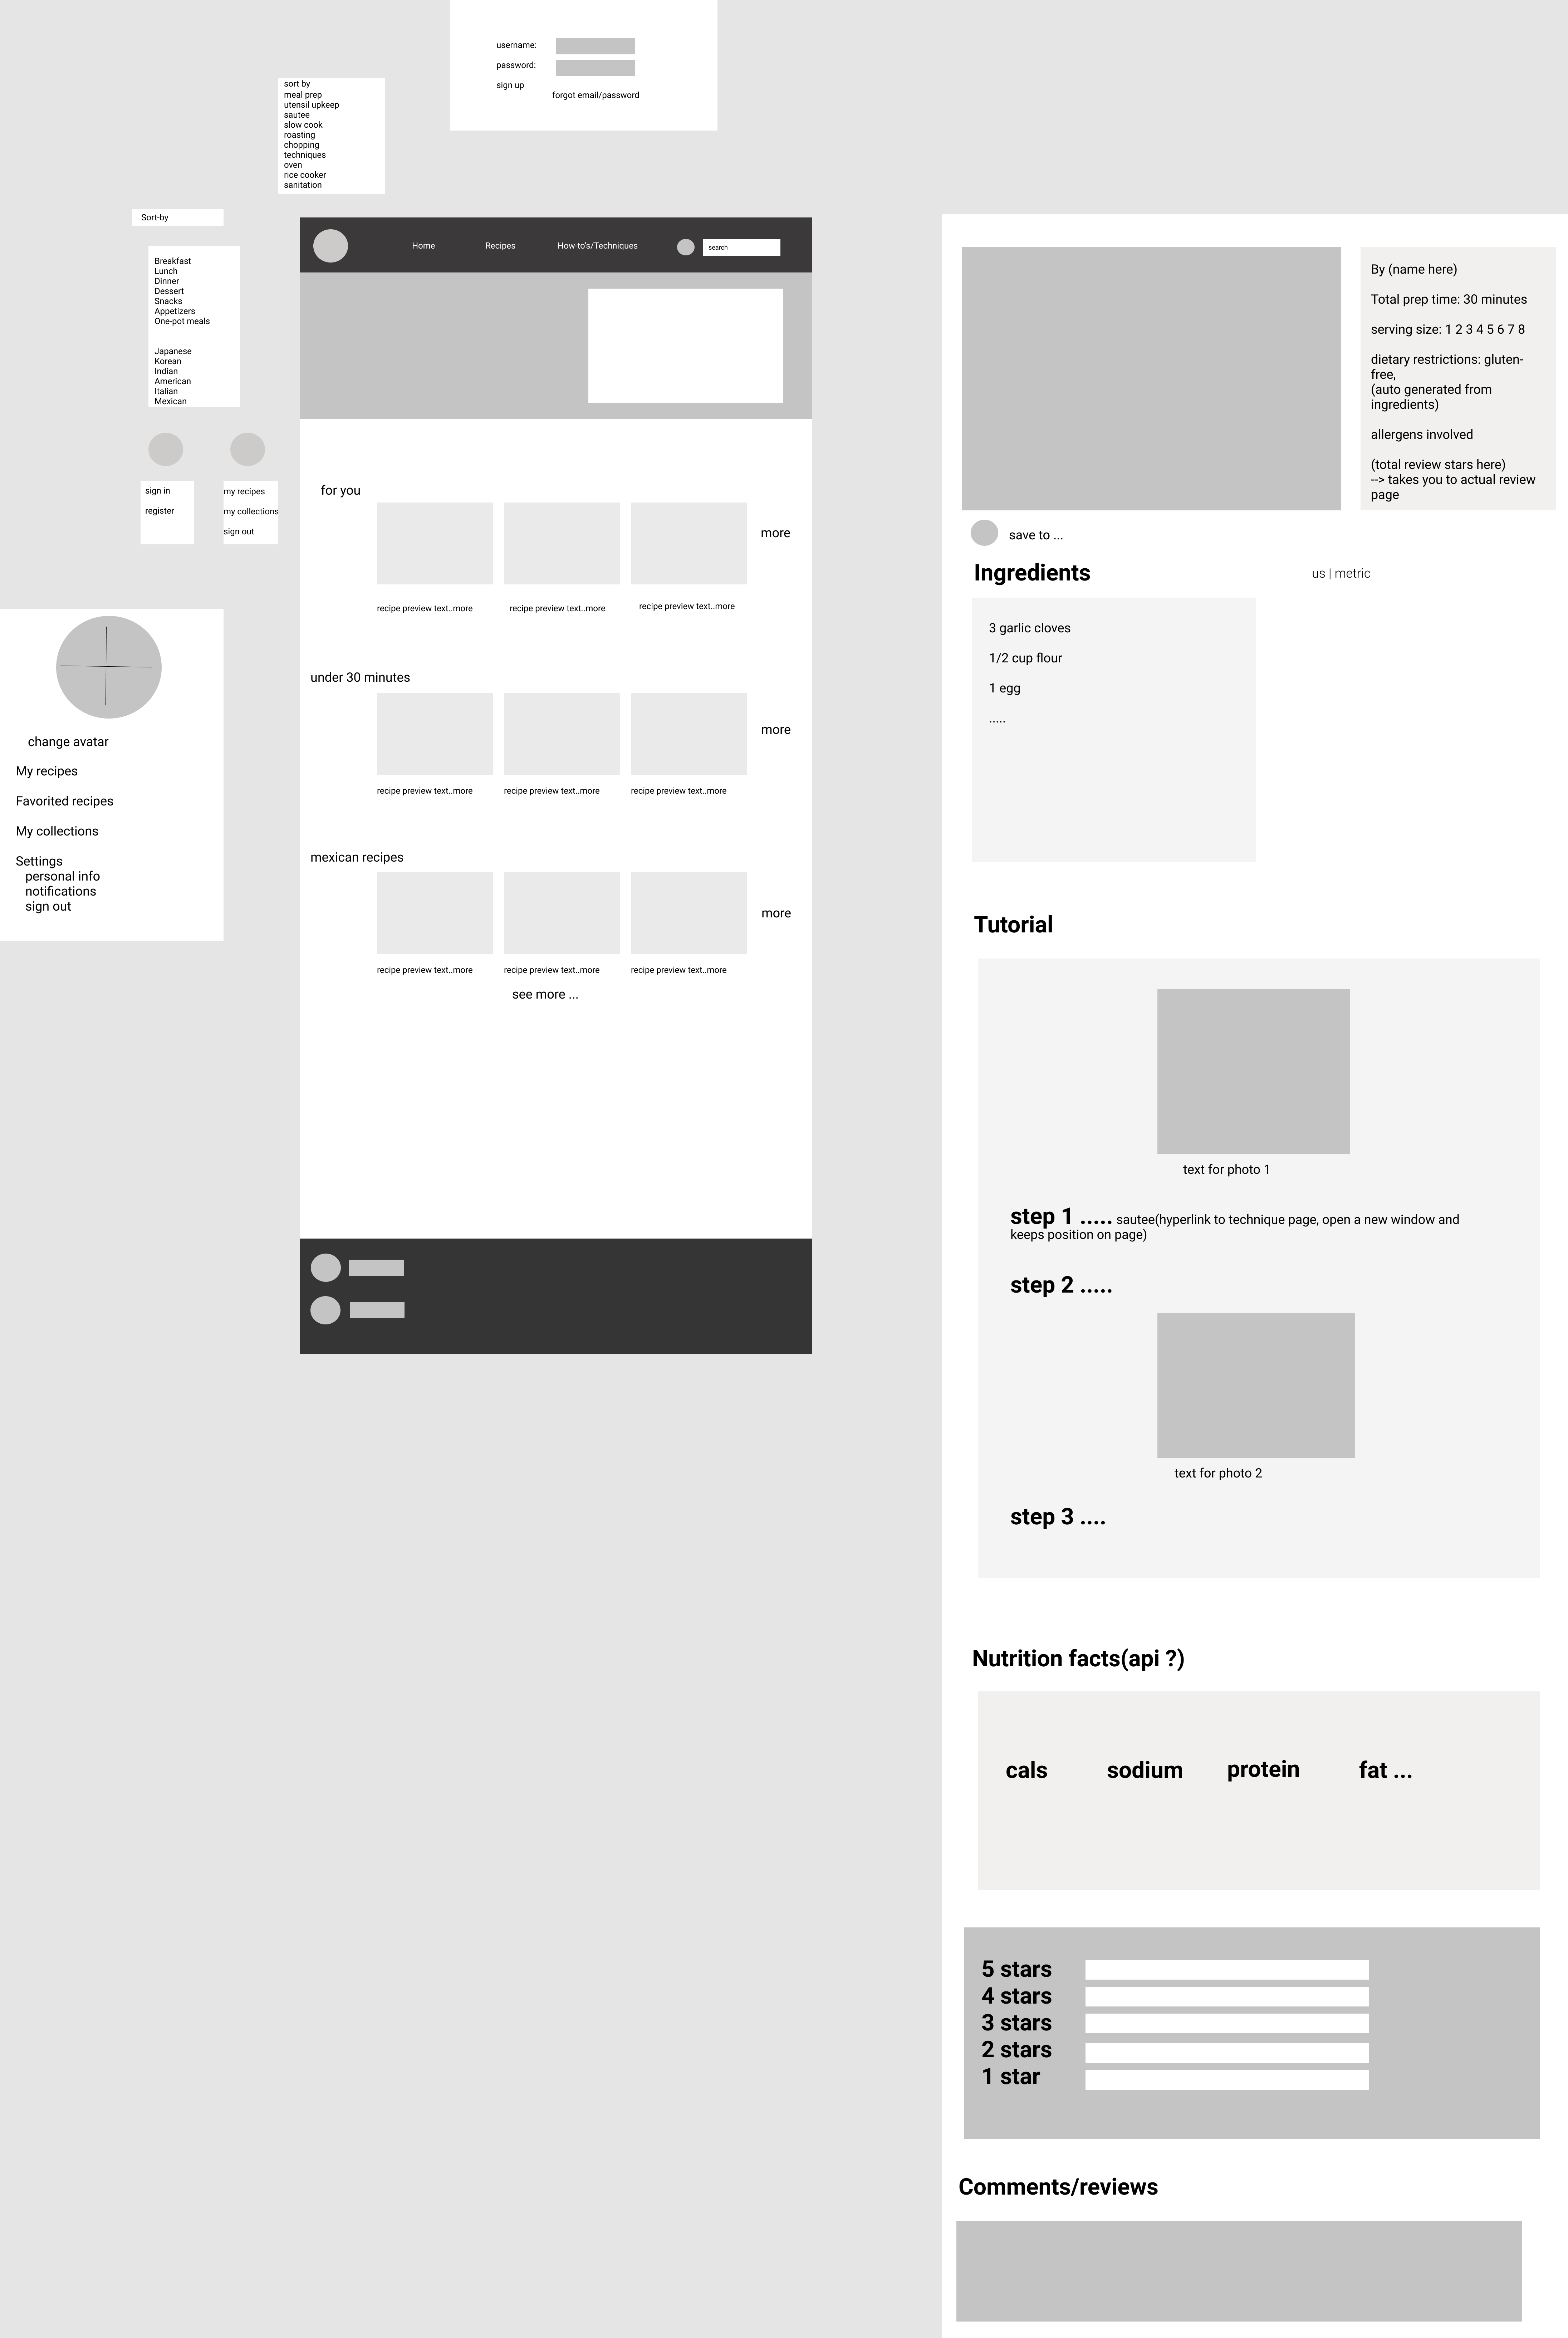 username:
password:
sign up
forgot email/password
sort by
meal prep
utensil upkeep
sautee
slow cook
roasting
chopping
techniques
oven
rice cooker
sanitation
Sort-by
Breakfast
Lunch
Dinner
Dessert
Snacks
Appetizers
One-pot meals
Japanese
Korean
Indian
American
Italian
Mexican
sign in
register
my recipes
my collections
sign out
change avatar
My recipes
Favorited recipes
My collections
Settings
personal info
notifications
sign out
Home Recipes How-to's/Techniques search
for you
more
recipe preview text..more recipe preview text..more recipe preview text..more
under 30 minutes
more
recipe preview text..more recipe preview text..more recipe preview text..more
mexican recipes
more
recipe preview text..more recipe preview text..more recipe preview text..more
see more ...
By (name here)
Total prep time: 30 minutes
serving size: 1 2 3 4 5 6 7 8
dietary restrictions: gluten-
free,
(auto generated from
ingredients)
allergens involved
(total review stars here)
--> takes you to actual review
page
save to ...
Ingredients
us | metric
3 garlic cloves
1/2 cup flour
1 egg
.....
Tutorial
text for photo 1
step 1 ..... sautee(hyperlink to technique page, open a new window and
keeps position on page)
step 2 .....
text for photo 2
step 3 ....
Nutrition facts(api ?)
cals sodium protein fat ...
5 stars
4 stars
3 stars
2 stars
1 star
Comments/reviews